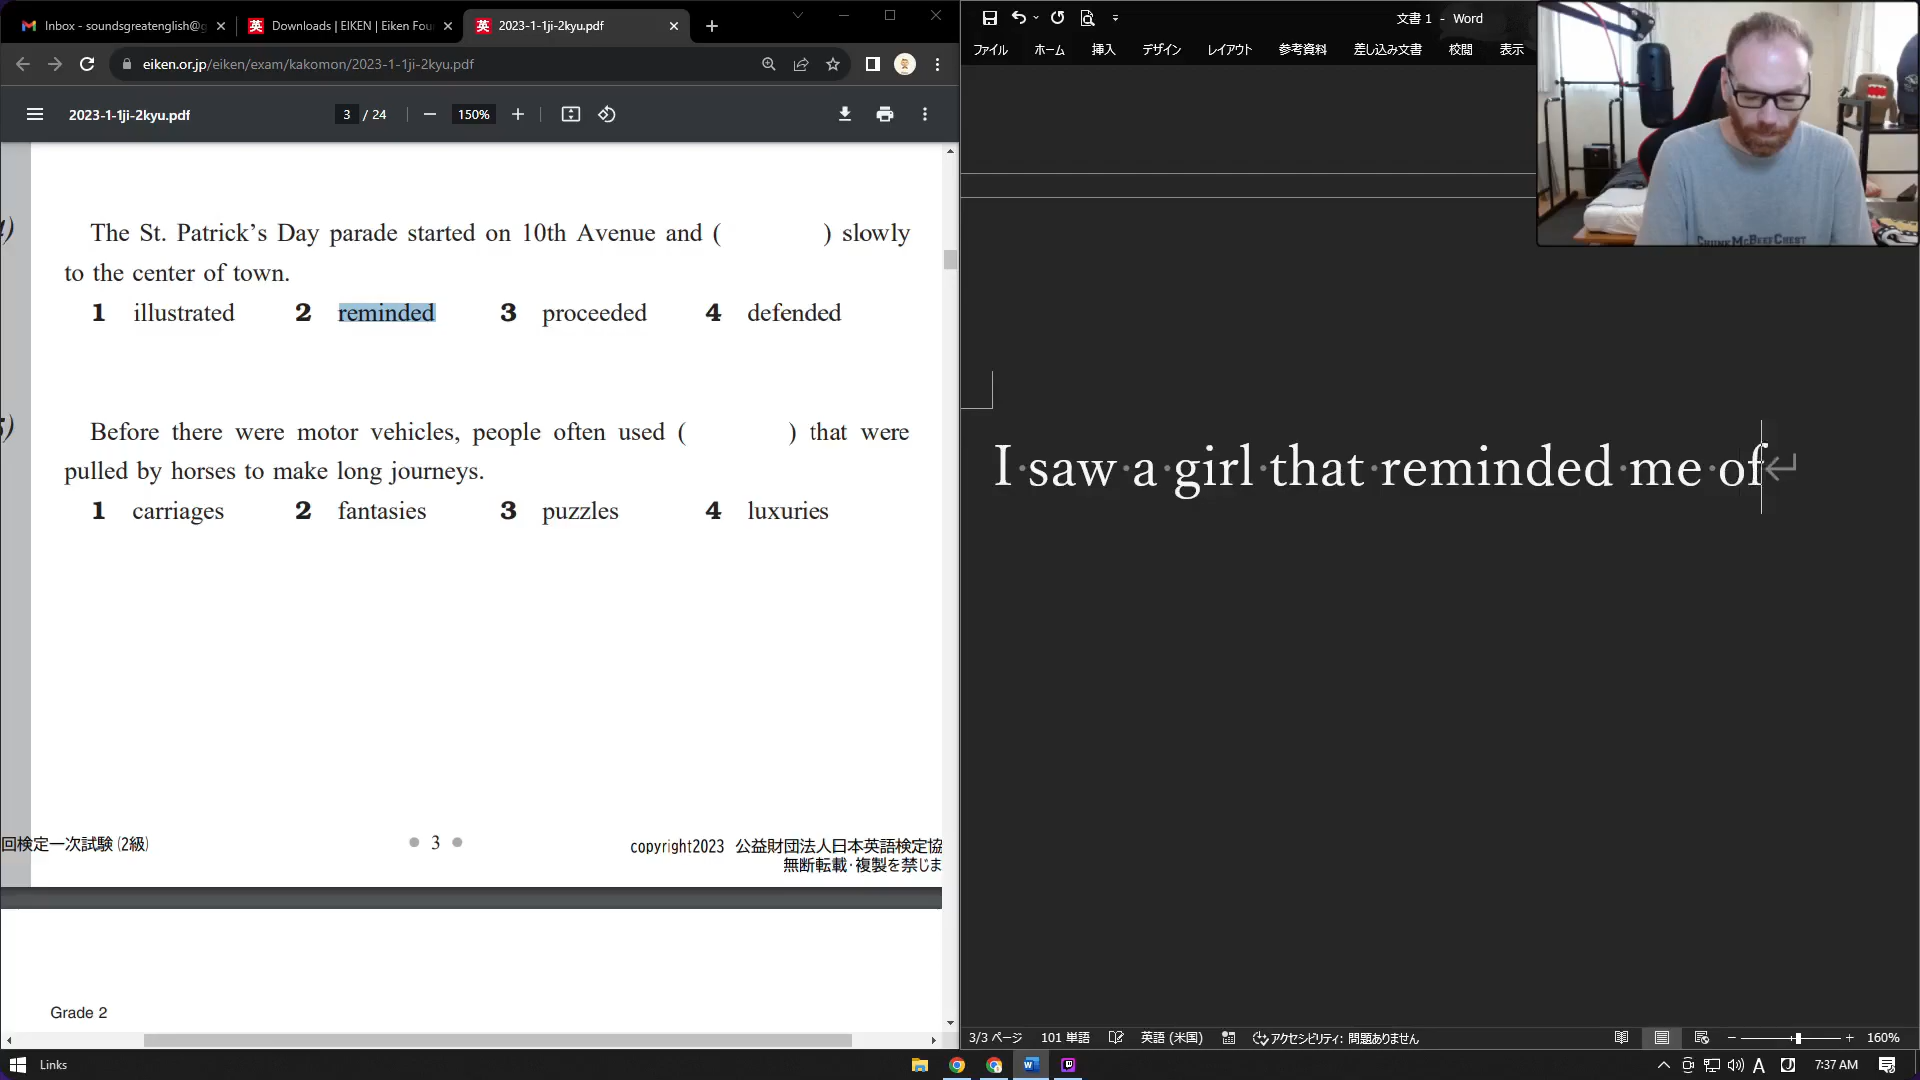 Inbox - soundsgreatenglish@g
Downloads | EIKEN | Eiken Fou
2023-1-1ji-2kyu.pdf
eiken.or.jp/eiken/exam/kakomon/2023-1-1ji-2kyu.pdf
2023-1-1ji-2kyu.pdf
3 / 24
150%
4) The St. Patrick's Day parade started on 10th Avenue and ( ) slowly
to the center of town.
1 illustrated 2 reminded 3 proceeded 4 defended
5) Before there were motor vehicles, people often used ( ) that were
pulled by horses to make long journeys.
1 carriages 2 fantasies 3 puzzles 4 luxuries
回検定一次試験(2級)
● 3 ●
copyright2023 公益財団法人日本英語検定協
無断転載・複製を禁じま
Grade 2
文書 1 - Word
ファイル ホーム 挿入 デザイン レイアウト 参考資料 差し込み文書 校閲 表示
I saw a girl that reminded me of
CHUNK MCBEEFCHEST
3/3 ページ 101 単語 英語 (米国) アクセシビリティ: 問題ありません 160%
Links
A
7:37 AM